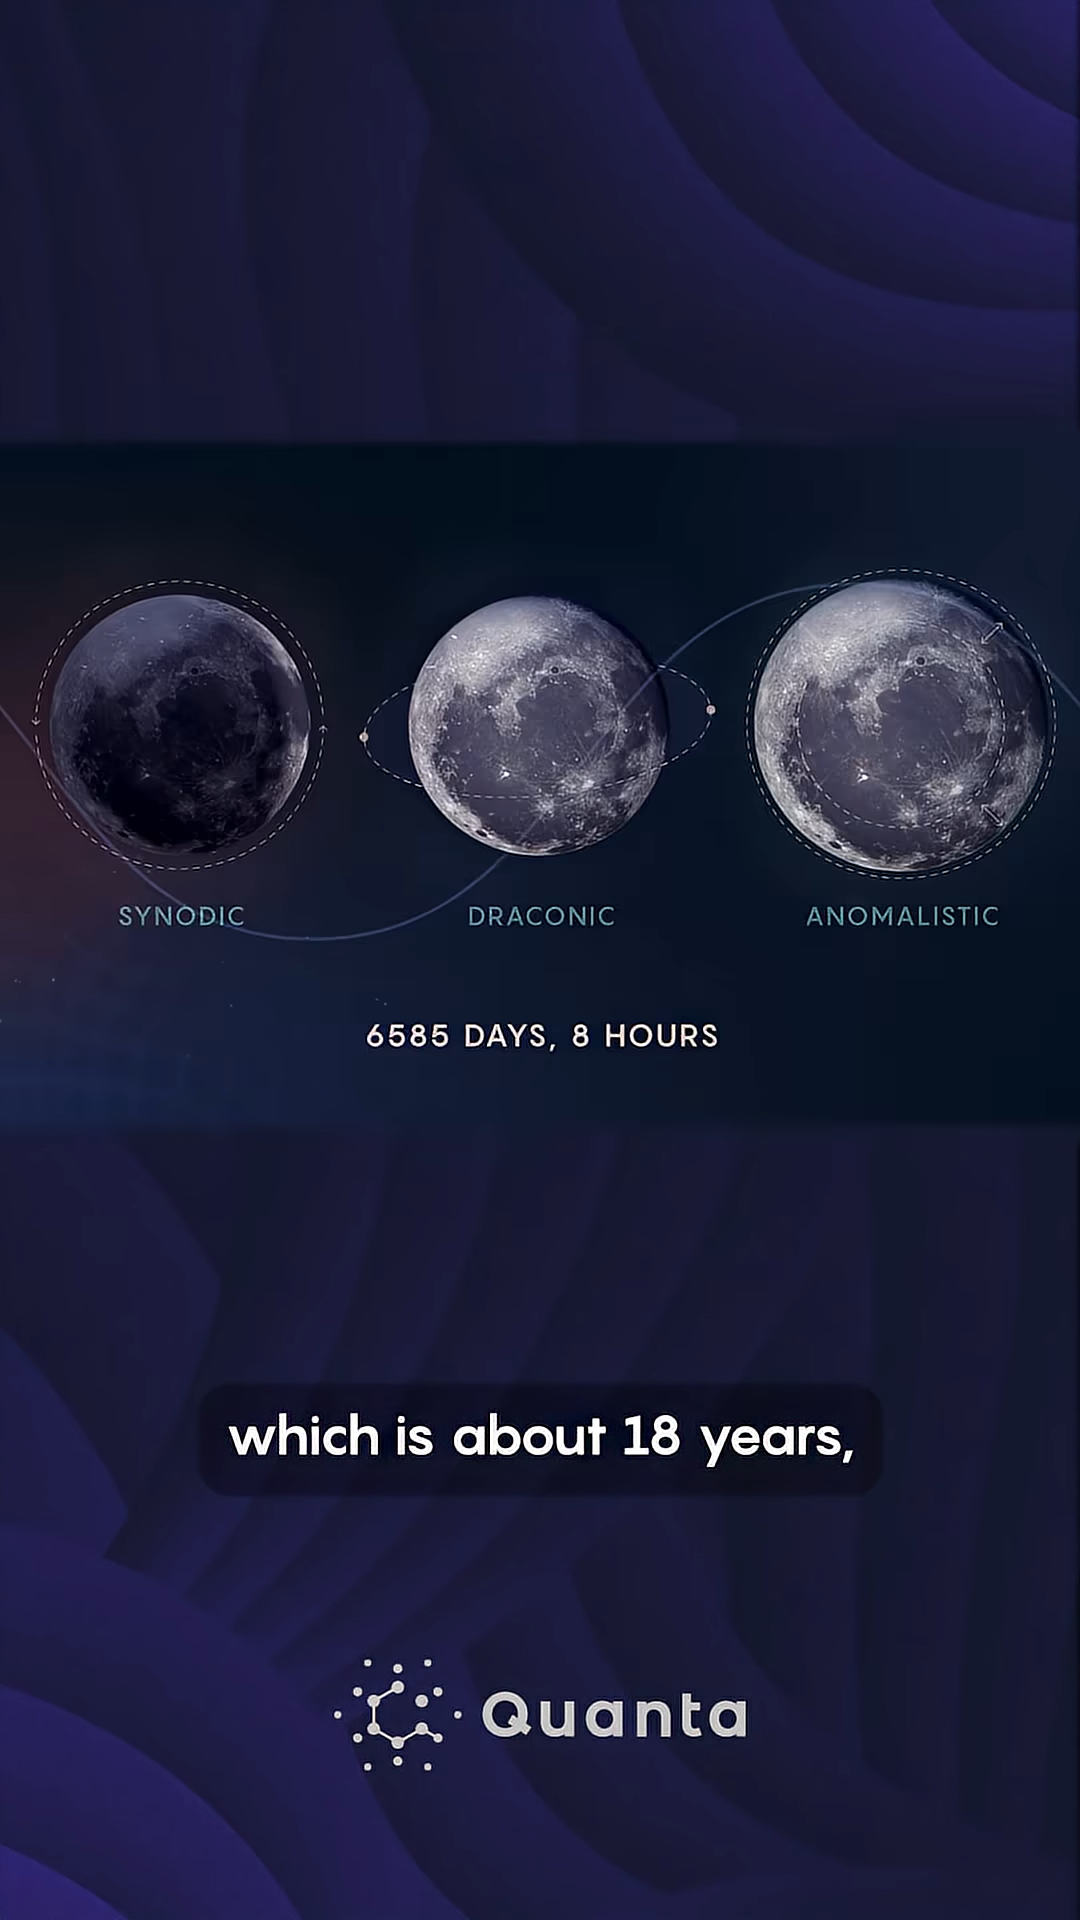 SYNODIC
DRACONIC
ANOMALISTIC
6585 DAYS, 8 HOURS
which is about 18 years,
Quanta